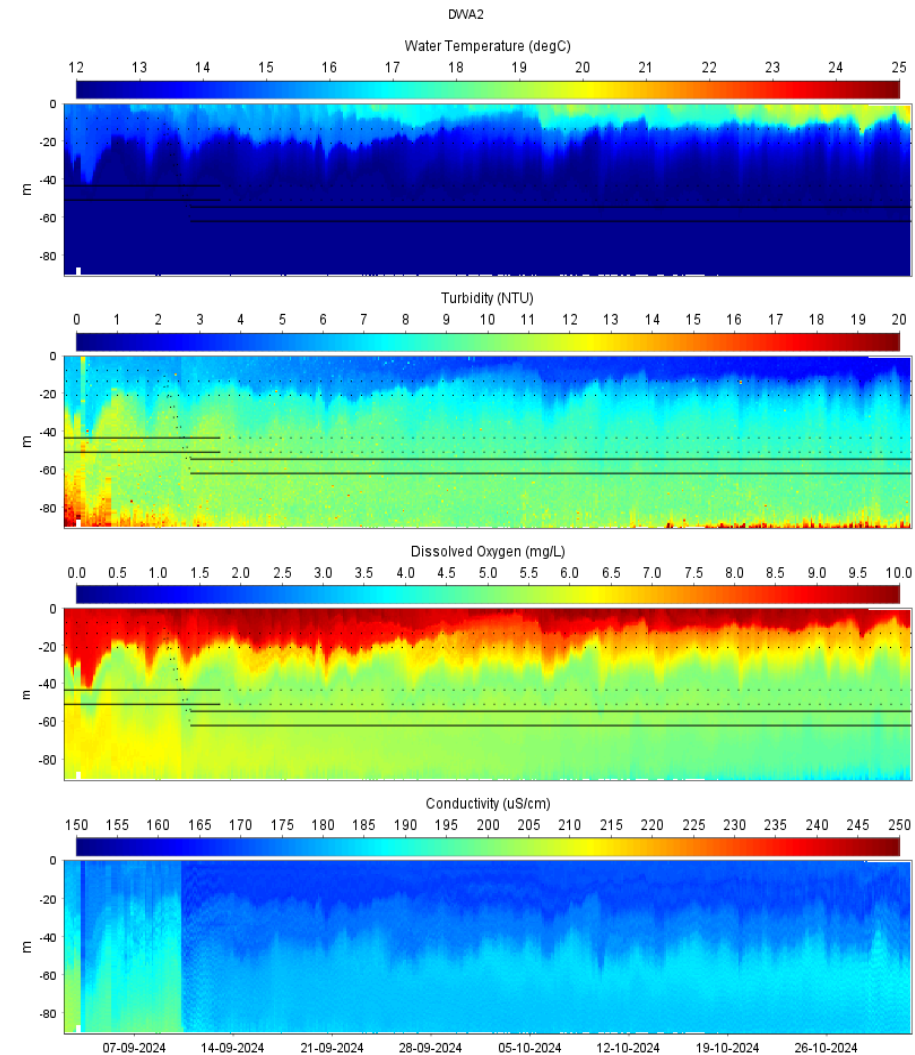 DWA2
Water Temperature (degC)
12 13 14 15 16 17 18 19 20 21 22 23 24 25
0
-20
-40
-60
-80
m
Turbidity (NTU)
0 1 2 3 4 5 6 7 8 9 10 11 12 13 14 15 16 17 18 19 20
0
-20
-40
-60
-80
m
Dissolved Oxygen (mg/L)
0.0 0.5 1.0 1.5 2.0 2.5 3.0 3.5 4.0 4.5 5.0 5.5 6.0 6.5 7.0 7.5 8.0 8.5 9.0 9.5 10.0
0
-20
-40
-60
-80
m
Conductivity (uS/cm)
150 155 160 165 170 175 180 185 190 195 200 205 210 215 220 225 230 235 240 245 250
0
-20
-40
-60
-80
m
07-09-2024 14-09-2024 21-09-2024 28-09-2024 05-10-2024 12-10-2024 19-10-2024 26-10-2024